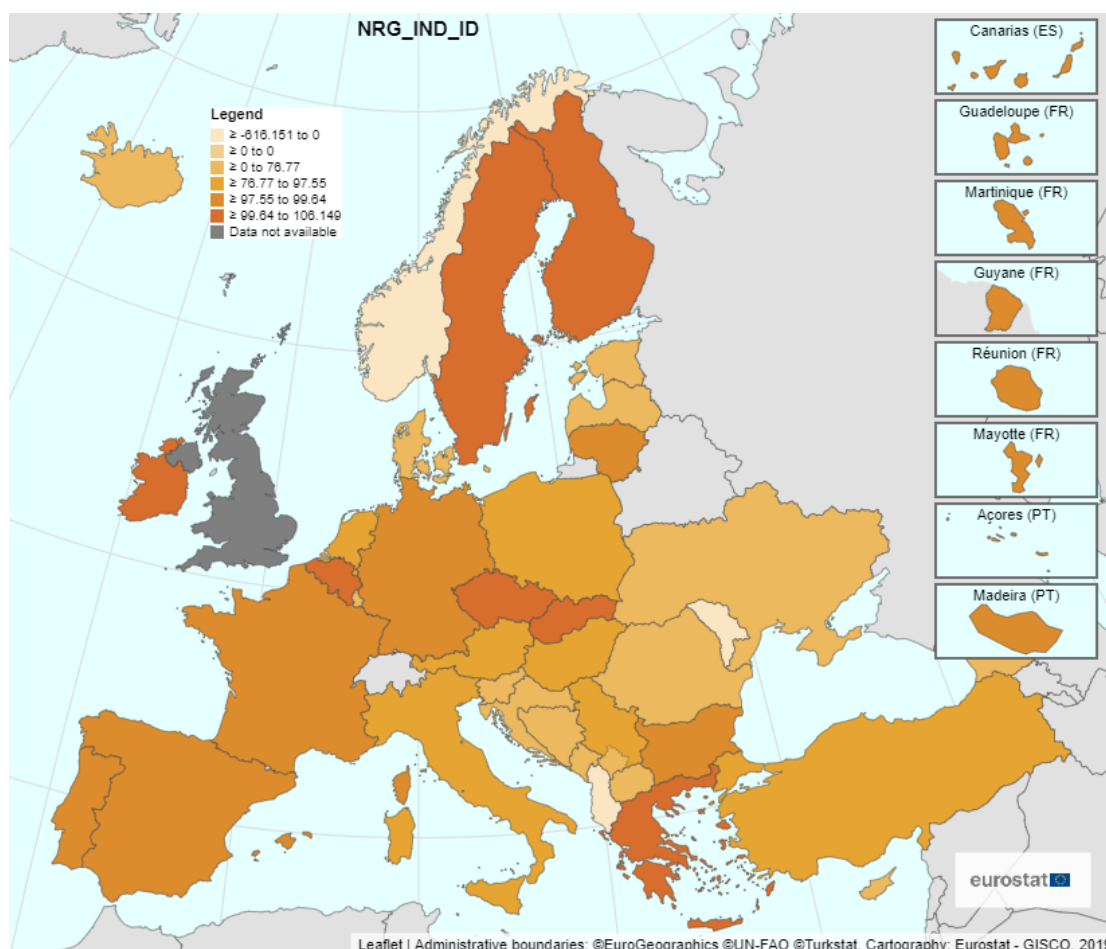 NRG_IND_ID
Legend
≥ -616.151 to 0
≥ 0 to 0
≥ 0 to 76.77
≥ 76.77 to 97.55
≥ 97.55 to 99.64
≥ 99.64 to 106.149
Data not available
Canarias (ES)
Guadeloupe (FR)
Martinique (FR)
Guyane (FR)
Réunion (FR)
Mayotte (FR)
Açores (PT)
Madeira (PT)
eurostat
Leaflet | Administrative boundaries: ©EuroGeographics ©UN-FAO ©Turkstat, Cartography: Eurostat - GISCO, 201